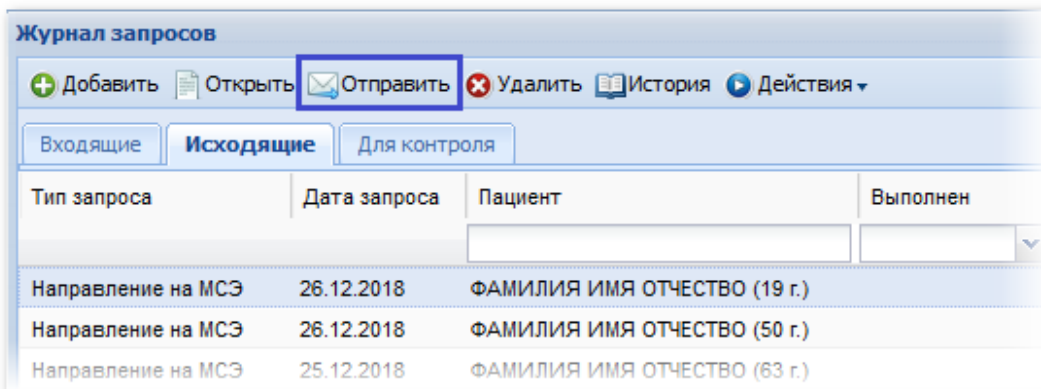 Журнал запросов
Добавить Открыть Отправить Удалить История Действия
Входящие Исходящие Для контроля
Тип запроса Дата запроса Пациент Выполнен
Направление на МСЭ 26.12.2018 ФАМИЛИЯ ИМЯ ОТЧЕСТВО (19 г.)
Направление на МСЭ 26.12.2018 ФАМИЛИЯ ИМЯ ОТЧЕСТВО (50 г.)
Направление на МСЭ 25.12.2018 ФАМИЛИЯ ИМЯ ОТЧЕСТВО (63 г.)